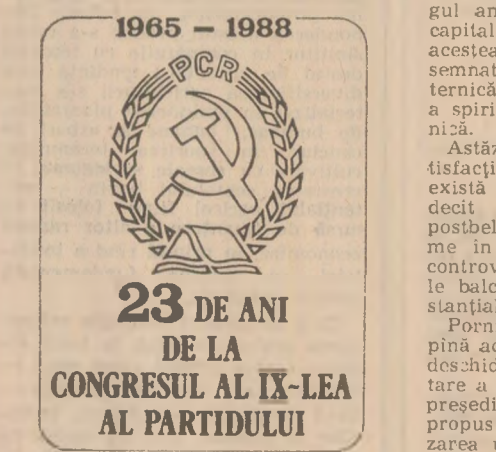 1965 – 1988
PCR
23 DE ANI
DE LA
CONGRESUL AL IX-LEA
AL PARTIDULUI
gul an
capital
acestea
semnat
ternică
a spiri
nică.
Astăz
tisfacți
există
decit
postbel
me in
controv
le balc
stanțial
Porn
pină ac
deschid
tare a
președi
propus
zarea